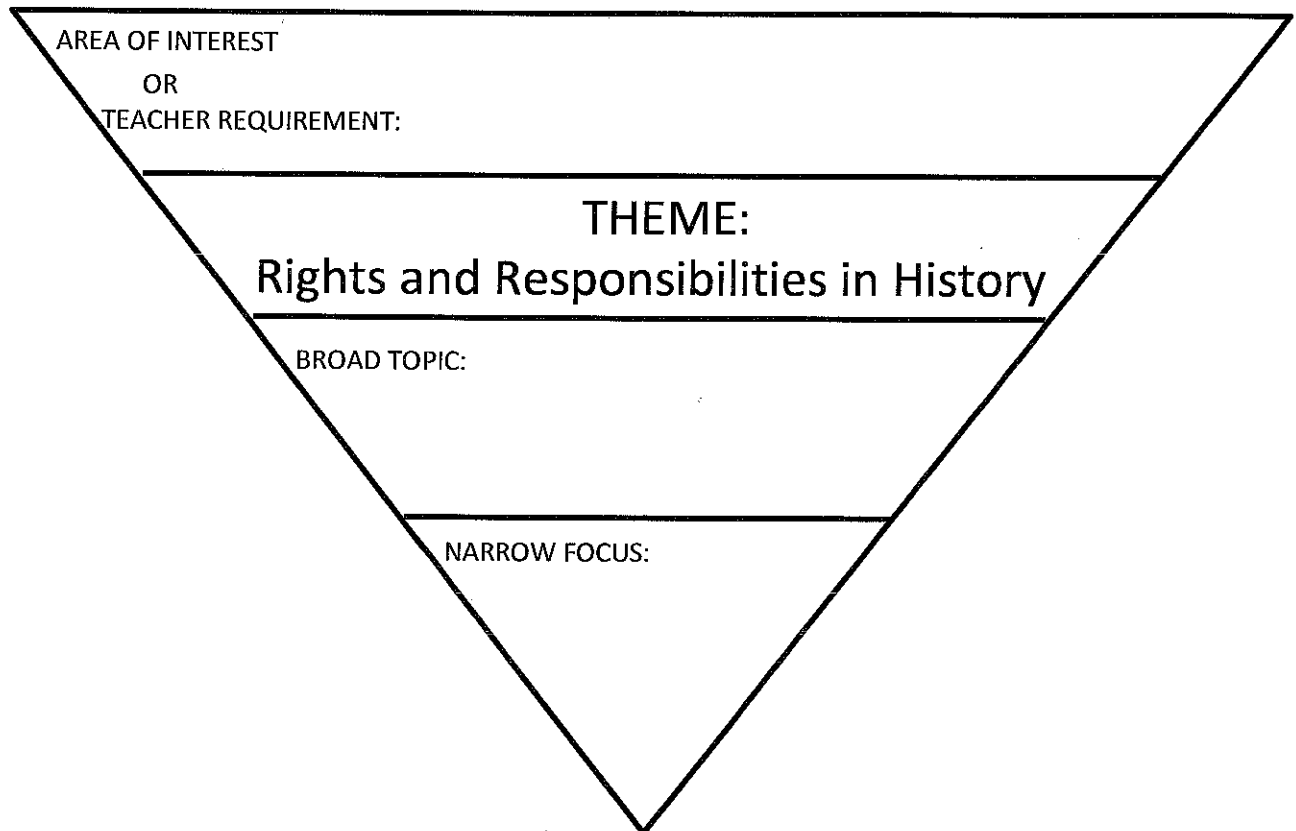 AREA OF INTEREST
OR
TEACHER REQUIREMENT:
THEME:
Rights and Responsibilities in History
BROAD TOPIC:
NARROW FOCUS: